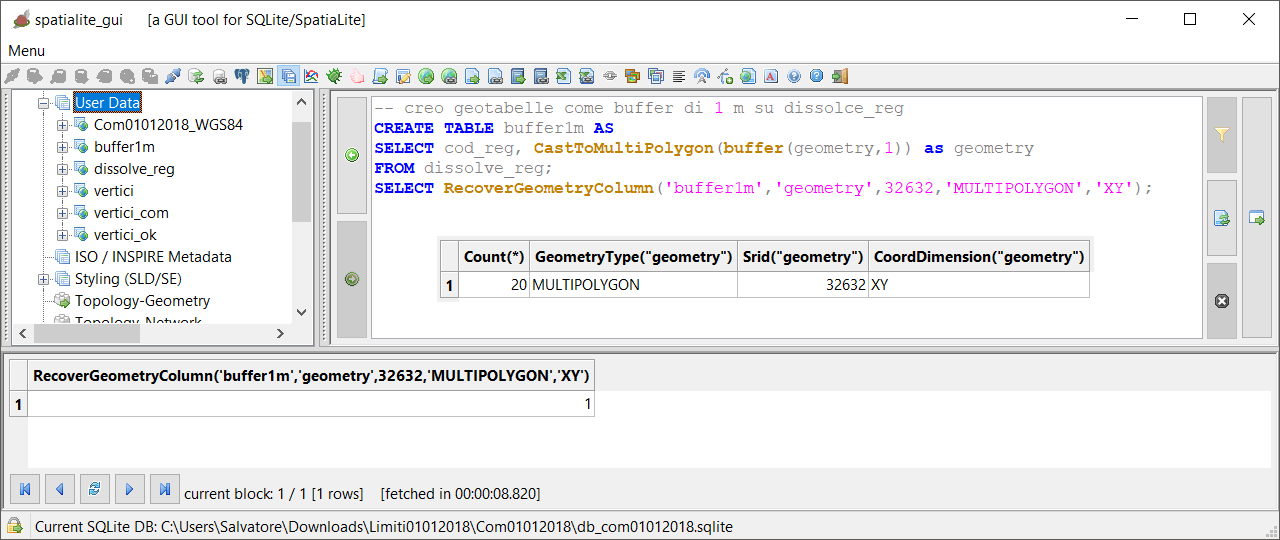 spatialite_gui [a GUI tool for SQLite/SpatiaLite]
Menu
User Data
Com01012018_WGS84
buffer1m
dissolve_reg
vertici
vertici_com
vertici_ok
ISO / INSPIRE Metadata
Styling (SLD/SE)
Topology-Geometry
Topology-Network
-- creo geotabelle come buffer di 1 m su dissolce_reg
CREATE TABLE buffer1m AS
SELECT cod_reg, CastToMultiPolygon(buffer(geometry,1)) as geometry
FROM dissolve_reg;
SELECT RecoverGeometryColumn('buffer1m','geometry',32632,'MULTIPOLYGON','XY');
Count(*) GeometryType("geometry") Srid("geometry") CoordDimension("geometry")
1 20 MULTIPOLYGON 32632 XY
RecoverGeometryColumn('buffer1m','geometry',32632,'MULTIPOLYGON','XY')
1 1
current block: 1 / 1 [1 rows] [fetched in 00:00:08.820]
Current SQLite DB: C:\Users\Salvatore\Downloads\Limiti01012018\Com01012018\db_com01012018.sqlite